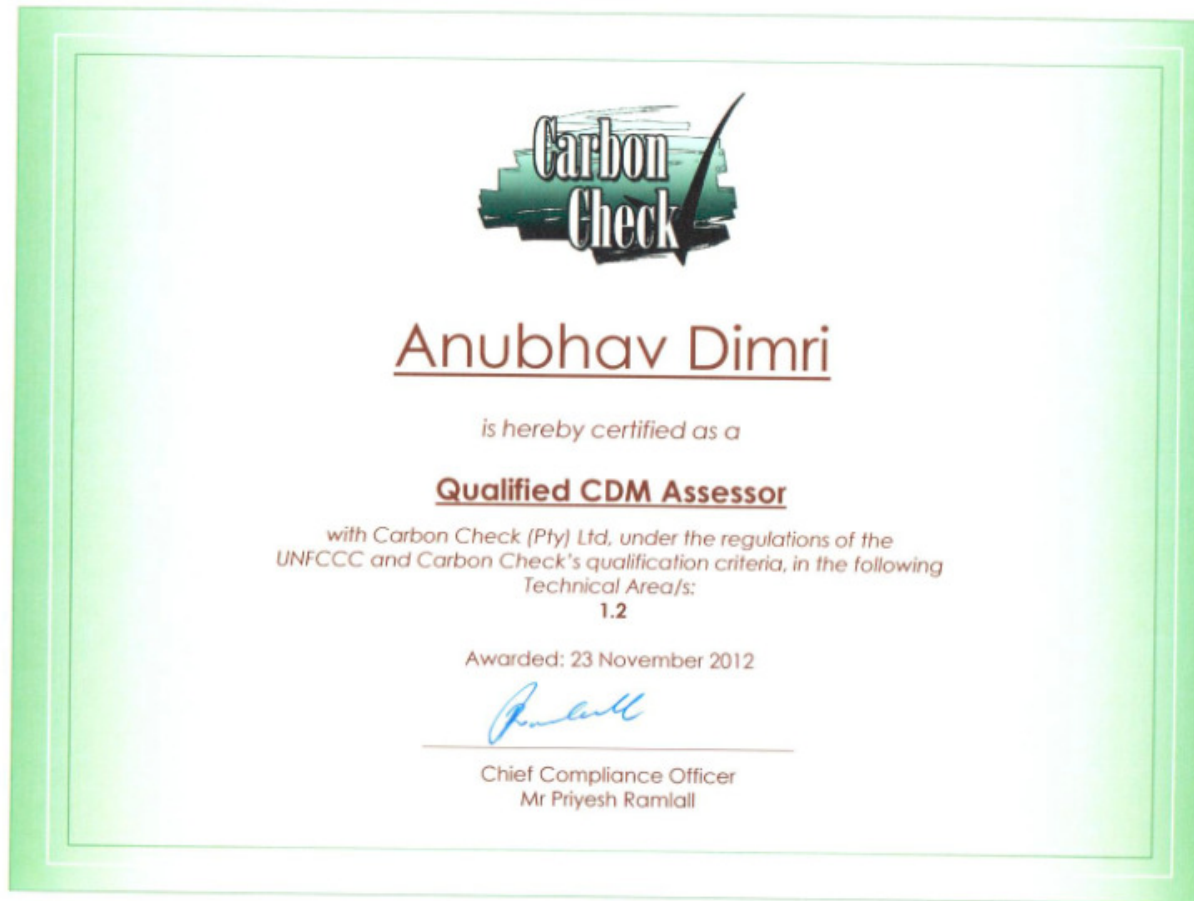 Carbon
Check
Anubhav Dimri
is hereby certified as a
Qualified CDM Assessor
with Carbon Check (Pty) Ltd, under the regulations of the
UNFCCC and Carbon Check's qualification criteria, in the following
Technical Area/s:
1.2
Awarded: 23 November 2012
Chief Compliance Officer
Mr Priyesh Ramlall